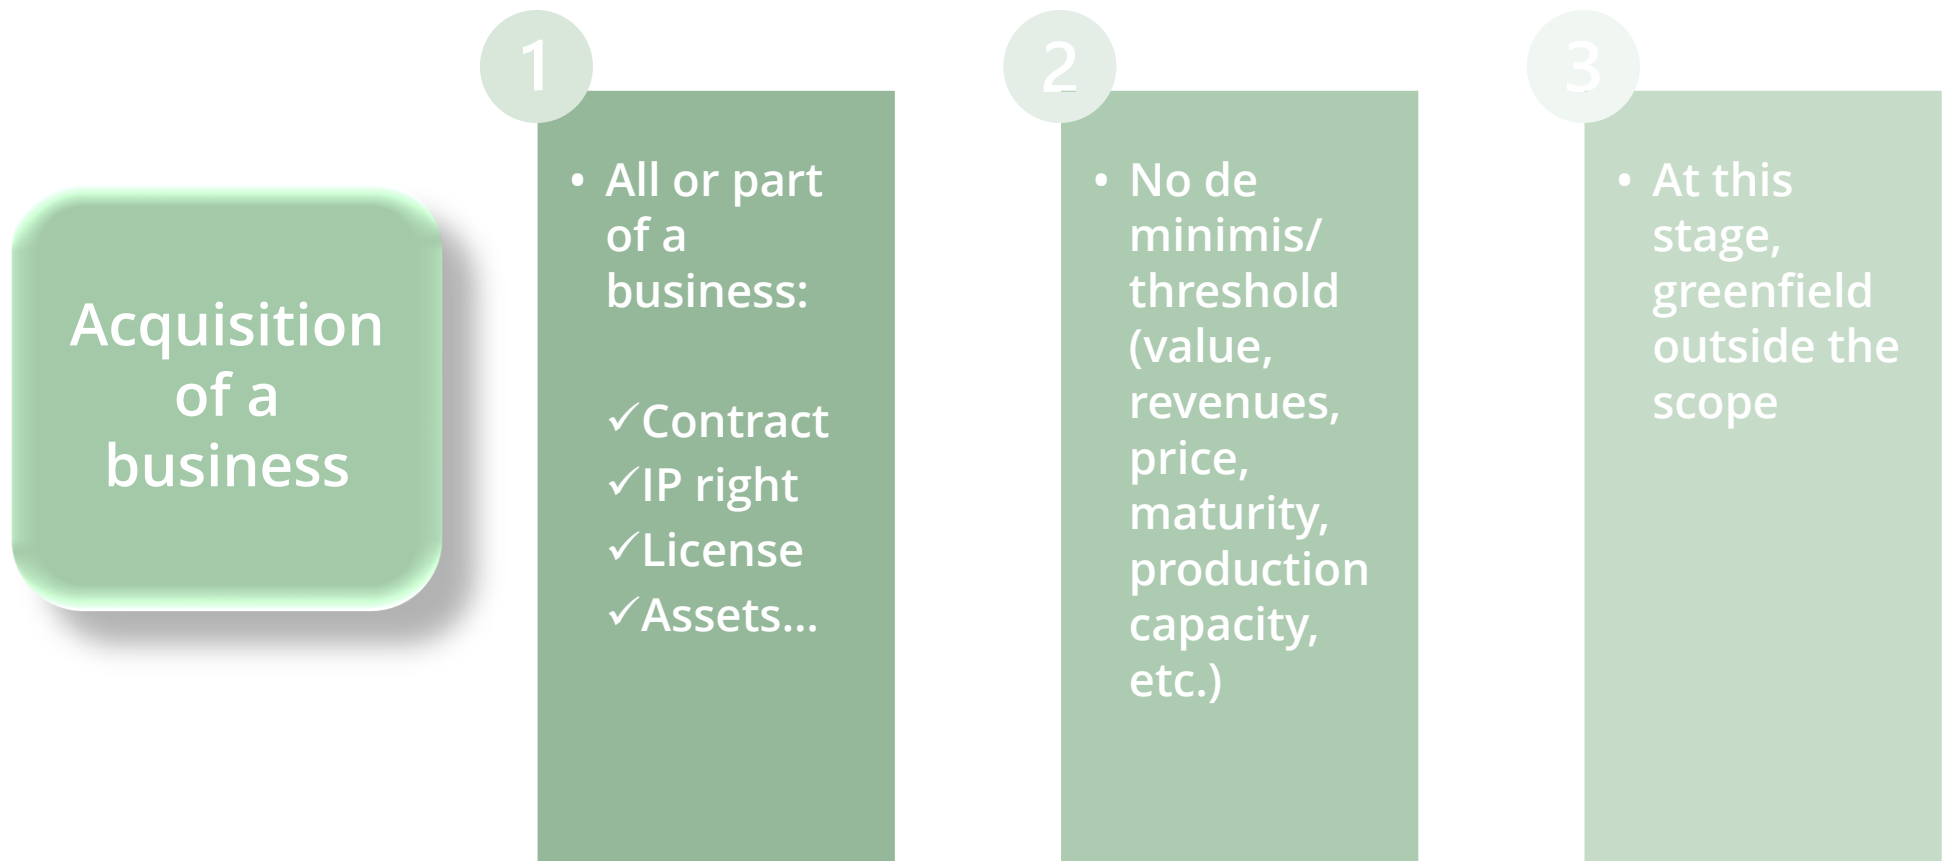 Acquisition
of a
business
1
• All or part
of a
business:
✓Contract
✓IP right
✓License
✓Assets...
2
• No de
minimis/
threshold
(value,
revenues,
price,
maturity,
production
capacity,
etc.)
3
• At this
stage,
greenfield
outside the
scope